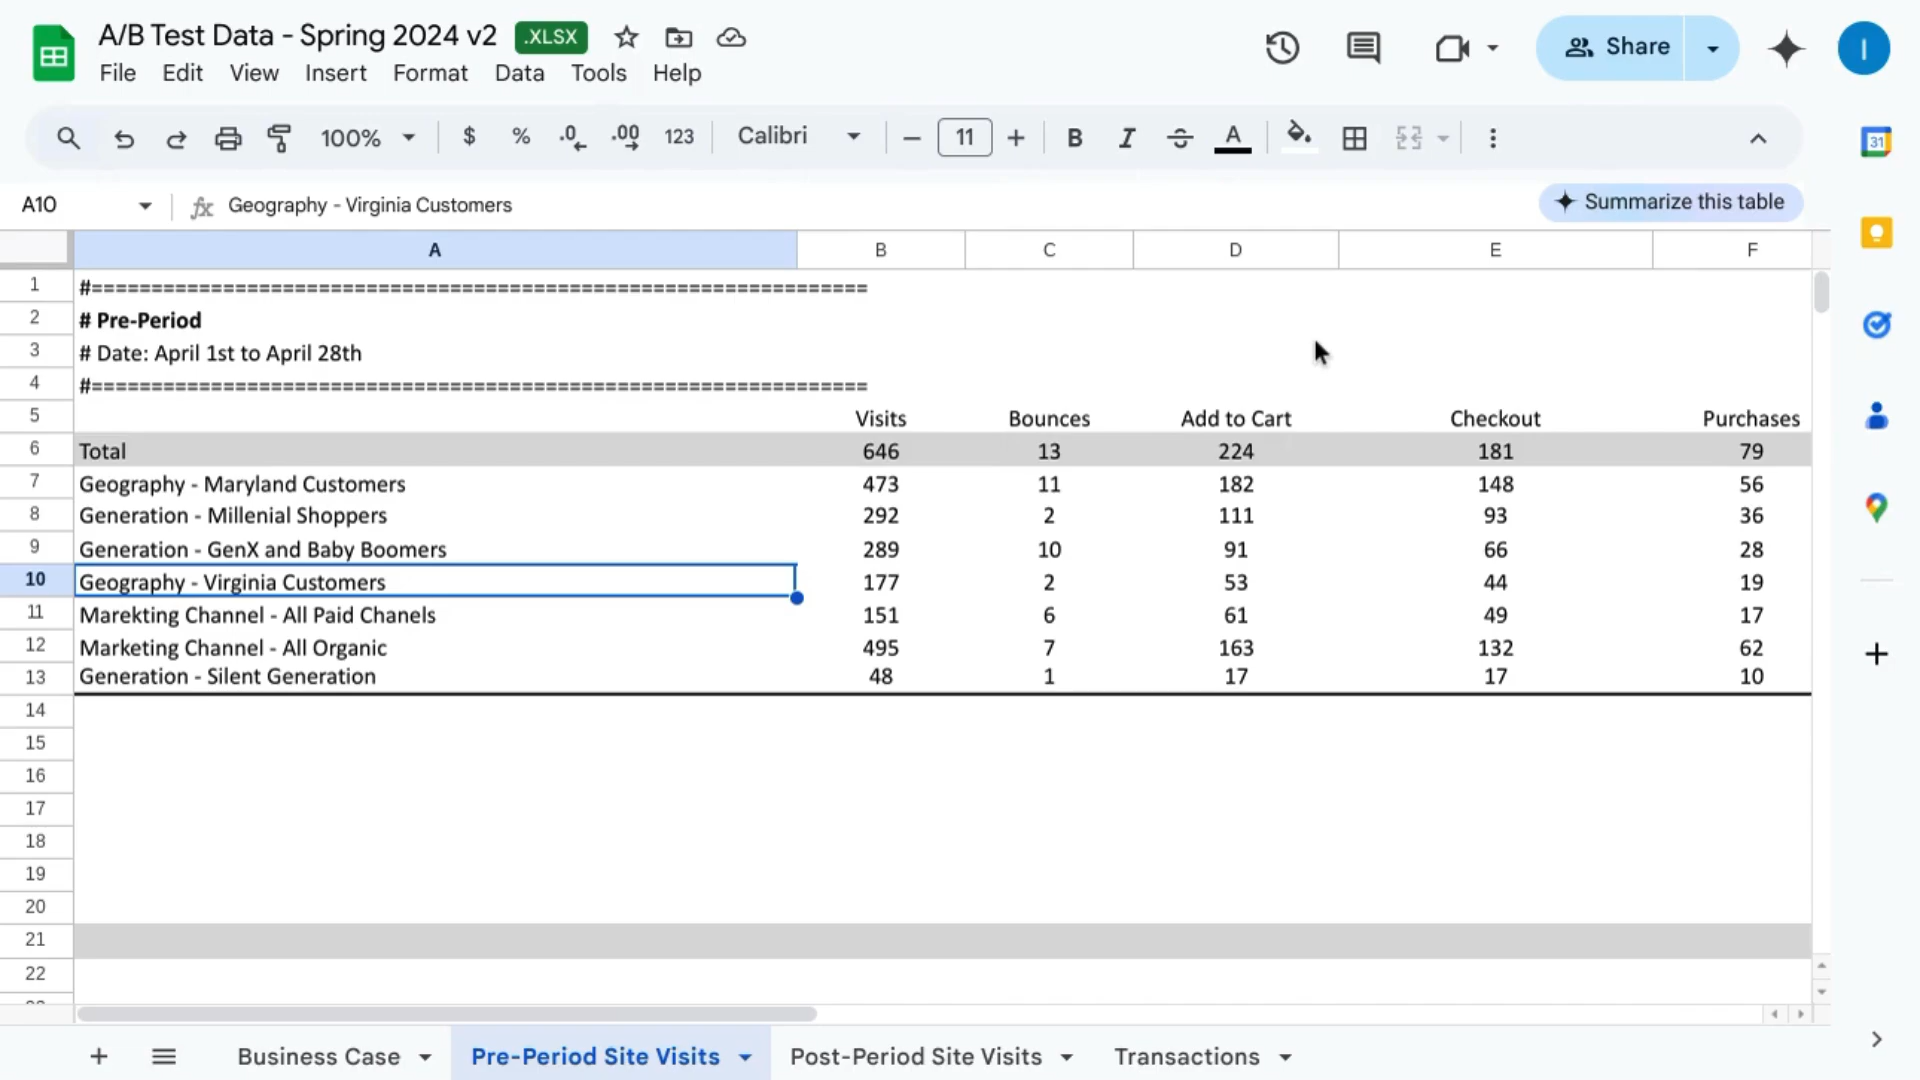 A/B Test Data - Spring 2024 v2 .XLSX
Share
I
File Edit View Insert Format Data Tools Help
100% $ % .0 .00 123 Calibri 11 B I A
31
A10 fx Geography - Virginia Customers
Summarize this table
A B C D E F
1 #=================================================================
2 # Pre-Period
3 # Date: April 1st to April 28th
4 #=================================================================
5 Visits Bounces Add to Cart Checkout Purchases
6 Total 646 13 224 181 79
7 Geography - Maryland Customers 473 11 182 148 56
8 Generation - Millenial Shoppers 292 2 111 93 36
9 Generation - GenX and Baby Boomers 289 10 91 66 28
10 Geography - Virginia Customers 177 2 53 44 19
11 Marekting Channel - All Paid Chanels 151 6 61 49 17
12 Marketing Channel - All Organic 495 7 163 132 62
13 Generation - Silent Generation 48 1 17 17 10
14
15
16
17
18
19
20
21
22
Business Case Pre-Period Site Visits Post-Period Site Visits Transactions